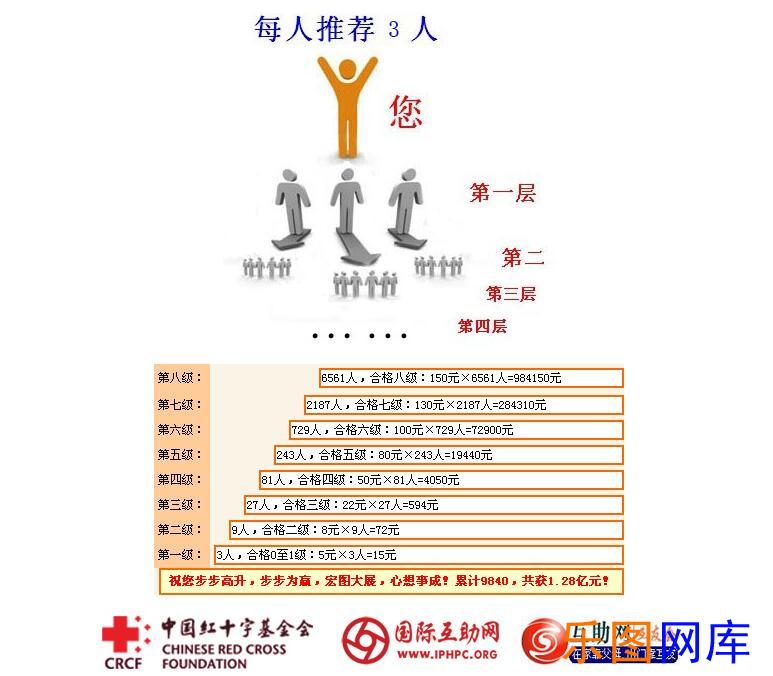 每人推荐 3 人
您
第一层
第二
第三层
第四层
第八级：6561人，合格八级：150元×6561人=984150元
第七级：2187人，合格七级：130元×2187人=284310元
第六级：729人，合格六级：100元×729人=72900元
第五级：243人，合格五级：80元×243人=19440元
第四级：81人，合格四级：50元×81人=4050元
第三级：27人，合格三级：22元×27人=594元
第二级：9人，合格二级：8元×9人=72元
第一级：3人，合格0至1级：5元×3人=15元
祝您步步高升，步步为赢，宏图大展，心想事成！累计9840，共获1.28亿元！
中国红十字基金会
CHINESE RED CROSS
FOUNDATION
CRCF
国际互助网
WWW.IPHPC.ORG
互助网
乐图网库